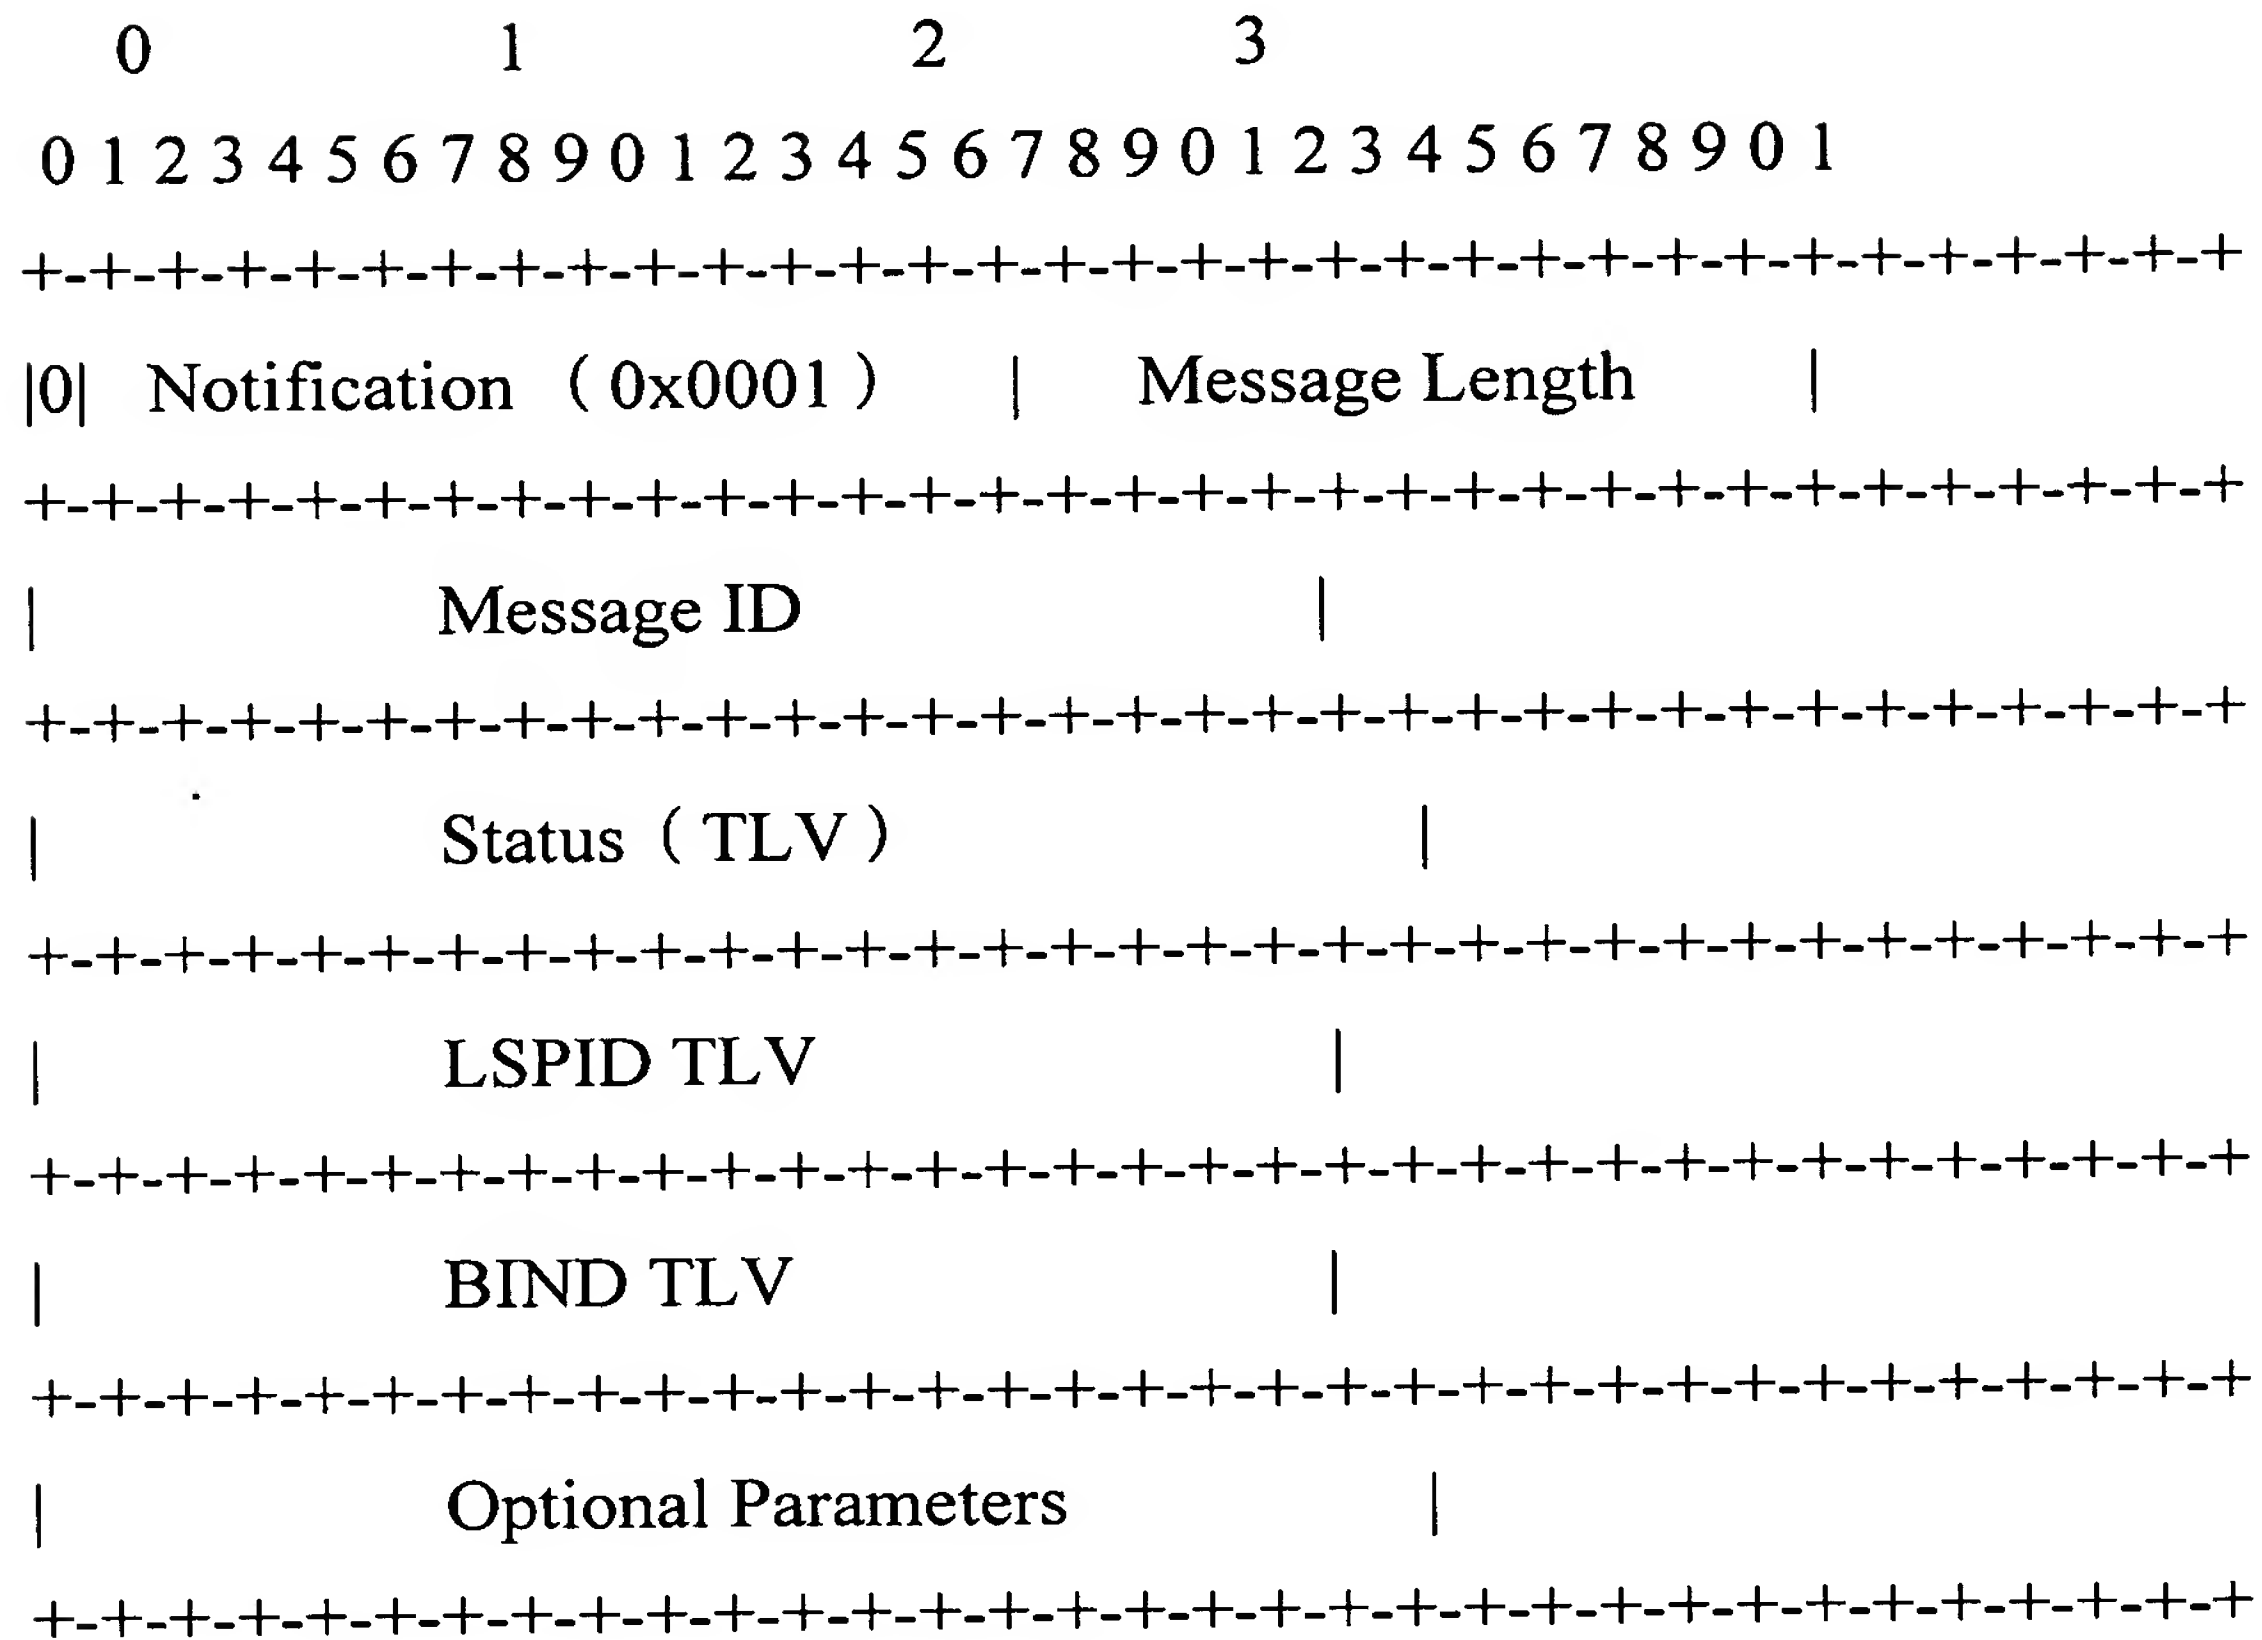 0 1 2 3
0 1 2 3 4 5 6 7 8 9 0 1 2 3 4 5 6 7 8 9 0 1 2 3 4 5 6 7 8 9 0 1
+-+-+-+-+-+-+-+-+-+-+-+-+-+-+-+-+-+-+-+-+-+-+-+-+-+-+-+-+-+-+-+-+
|0| Notification ( 0x0001 ) | Message Length |
+-+-+-+-+-+-+-+-+-+-+-+-+-+-+-+-+-+-+-+-+-+-+-+-+-+-+-+-+-+-+-+-+
| Message ID |
+-+-+-+-+-+-+-+-+-+-+-+-+-+-+-+-+-+-+-+-+-+-+-+-+-+-+-+-+-+-+-+-+
| Status ( TLV ) |
+-+-+-+-+-+-+-+-+-+-+-+-+-+-+-+-+-+-+-+-+-+-+-+-+-+-+-+-+-+-+-+-+
| LSPID TLV |
+-+-+-+-+-+-+-+-+-+-+-+-+-+-+-+-+-+-+-+-+-+-+-+-+-+-+-+-+-+-+-+-+
| BIND TLV |
+-+-+-+-+-+-+-+-+-+-+-+-+-+-+-+-+-+-+-+-+-+-+-+-+-+-+-+-+-+-+-+-+
| Optional Parameters |
+-+-+-+-+-+-+-+-+-+-+-+-+-+-+-+-+-+-+-+-+-+-+-+-+-+-+-+-+-+-+-+-+